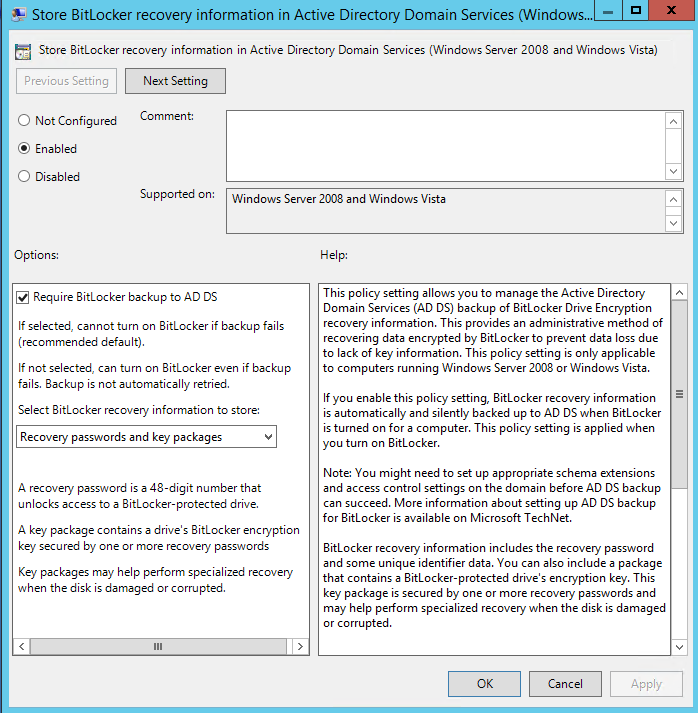 Store BitLocker recovery information in Active Directory Domain Services (Windows...
Store BitLocker recovery information in Active Directory Domain Services (Windows Server 2008 and Windows Vista)
Previous Setting
Next Setting
Not Configured
Enabled
Disabled
Comment:
Supported on:
Windows Server 2008 and Windows Vista
Options:
Help:
Require BitLocker backup to AD DS
If selected, cannot turn on BitLocker if backup fails
(recommended default).
If not selected, can turn on BitLocker even if backup
fails. Backup is not automatically retried.
Select BitLocker recovery information to store:
Recovery passwords and key packages
A recovery password is a 48-digit number that
unlocks access to a BitLocker-protected drive.
A key package contains a drive's BitLocker encryption
key secured by one or more recovery passwords
Key packages may help perform specialized recovery
when the disk is damaged or corrupted.
This policy setting allows you to manage the Active Directory
Domain Services (AD DS) backup of BitLocker Drive Encryption
recovery information. This provides an administrative method of
recovering data encrypted by BitLocker to prevent data loss due
to lack of key information. This policy setting is only applicable
to computers running Windows Server 2008 or Windows Vista.
If you enable this policy setting, BitLocker recovery information
is automatically and silently backed up to AD DS when BitLocker
is turned on for a computer. This policy setting is applied when
you turn on BitLocker.
Note: You might need to set up appropriate schema extensions
and access control settings on the domain before AD DS backup
can succeed. More information about setting up AD DS backup
for BitLocker is available on Microsoft TechNet.
BitLocker recovery information includes the recovery password
and some unique identifier data. You can also include a package
that contains a BitLocker-protected drive's encryption key. This
key package is secured by one or more recovery passwords and
may help perform specialized recovery when the disk is damaged
or corrupted.
OK
Cancel
Apply